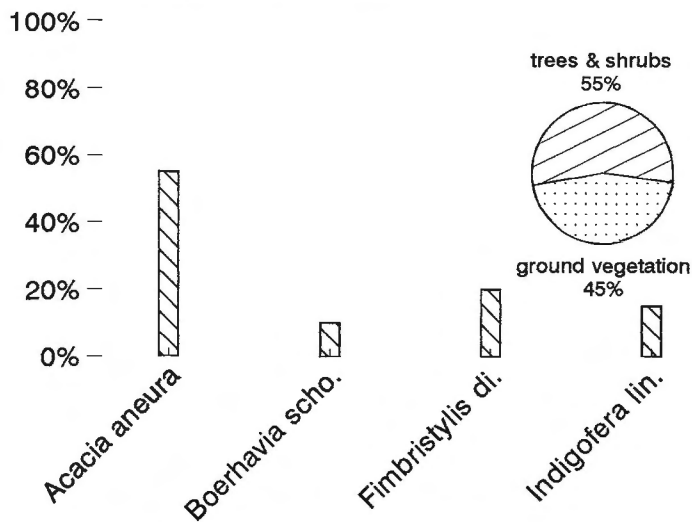 100%
80%
60%
40%
20%
0%
trees & shrubs
55%
ground vegetation
45%
Acacia aneura
Boerhavia scho.
Fimbristylis di.
Indigofera lin.